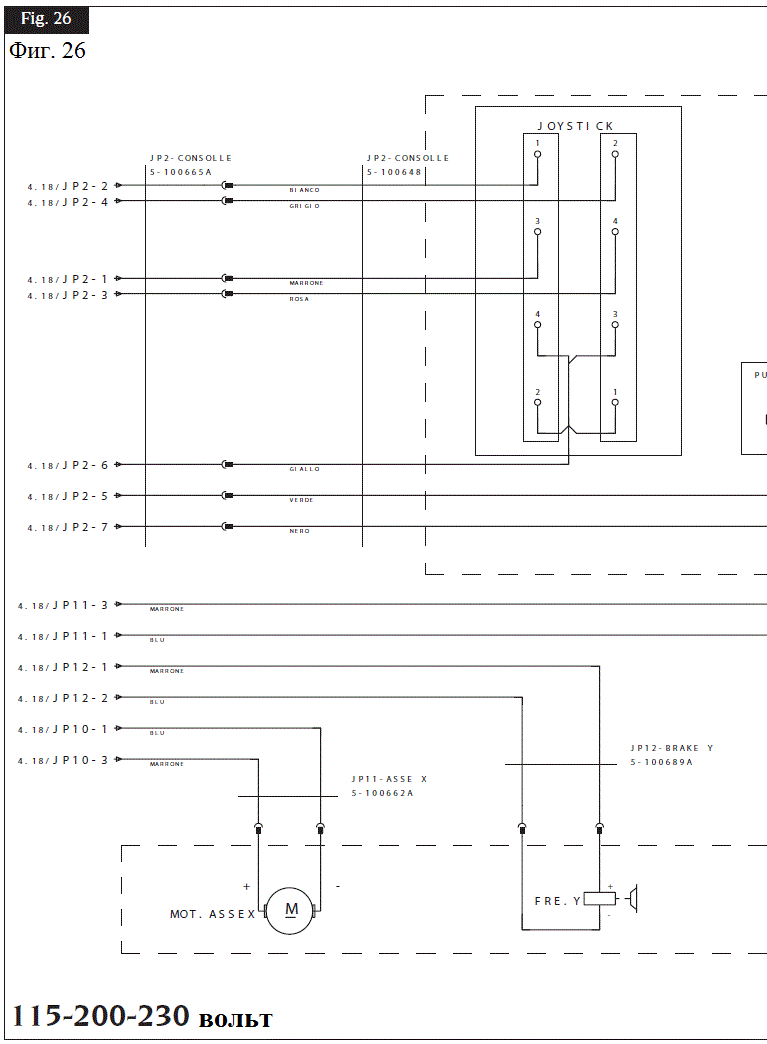 Fig. 26
Фиг. 26
JOYSTICK
1
2
JP2-CONSOLLE
5-100665A
JP2-CONSOLLE
5-100648
4.18/JP2-2
BIANCO
4.18/JP2-4
GRIGIO
3
4
4.18/JP2-1
MARRONE
4.18/JP2-3
ROSA
4
3
PU
2
1
4.18/JP2-6
GIALLO
4.18/JP2-5
VERDE
4.18/JP2-7
NERO
4.18/JP11-3
MARRONE
4.18/JP11-1
BLU
4.18/JP12-1
MARRONE
4.18/JP12-2
BLU
4.18/JP10-1
BLU
4.18/JP10-3
MARRONE
JP12-BRAKE Y
5-100689A
JP11-ASSE X
5-100662A
+
-
MOT. ASSEX
M
FRE. Y
+
-
115-200-230 вольт